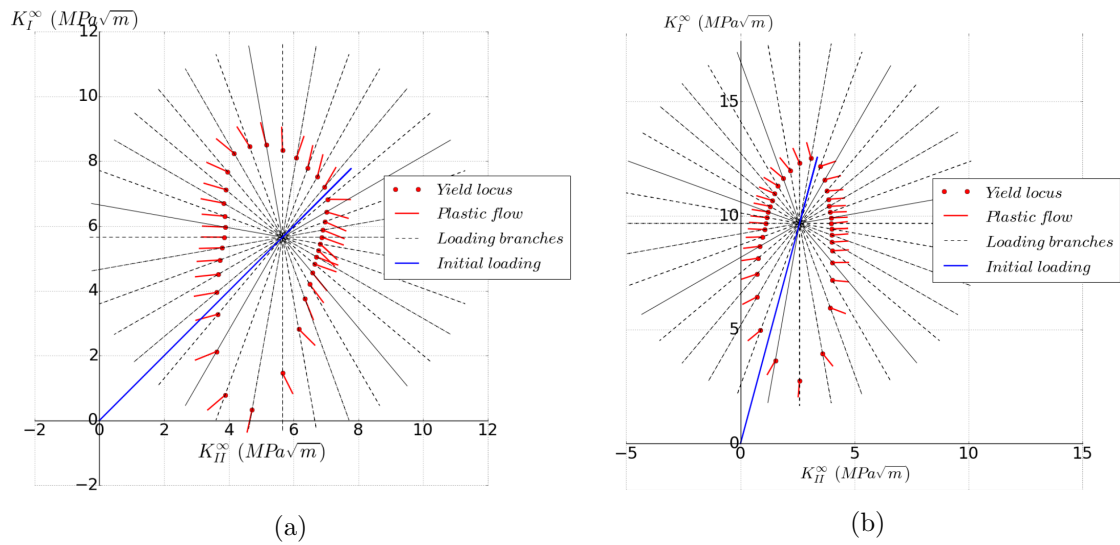 K_I^∞ (MPa√m)
12
10
8
6
4
2
0
−2
−2 0 2 4 6 8 10 12
K_II^∞ (MPa√m)
Yield locus
Plastic flow
Loading branches
Initial loading
(a)
K_I^∞ (MPa√m)
15
10
5
0
−5 0 5 10 15
K_II^∞ (MPa√m)
Yield locus
Plastic flow
Loading branches
Initial loading
(b)